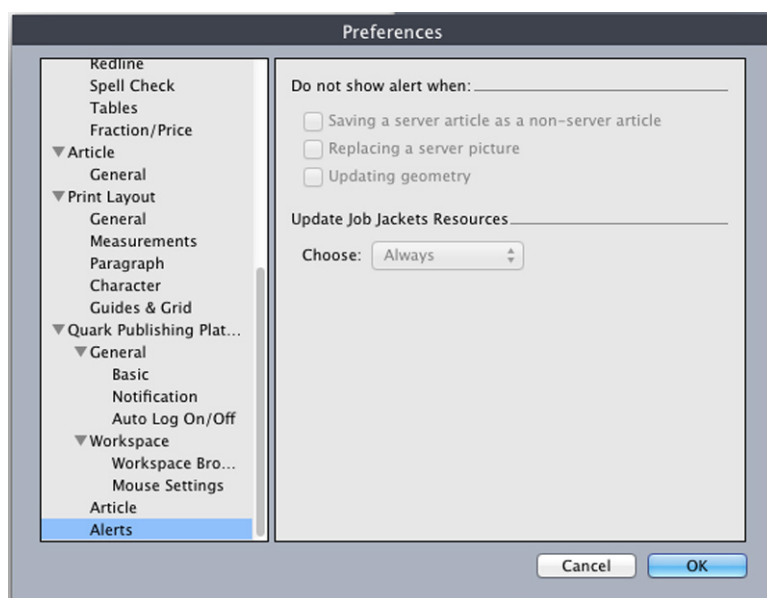 Preferences
Redline
Spell Check
Tables
Fraction/Price
Article
General
Print Layout
General
Measurements
Paragraph
Character
Guides & Grid
Quark Publishing Plat...
General
Basic
Notification
Auto Log On/Off
Workspace
Workspace Bro...
Mouse Settings
Article
Alerts
Do not show alert when:
Saving a server article as a non-server article
Replacing a server picture
Updating geometry
Update Job Jackets Resources
Choose: Always
Cancel OK